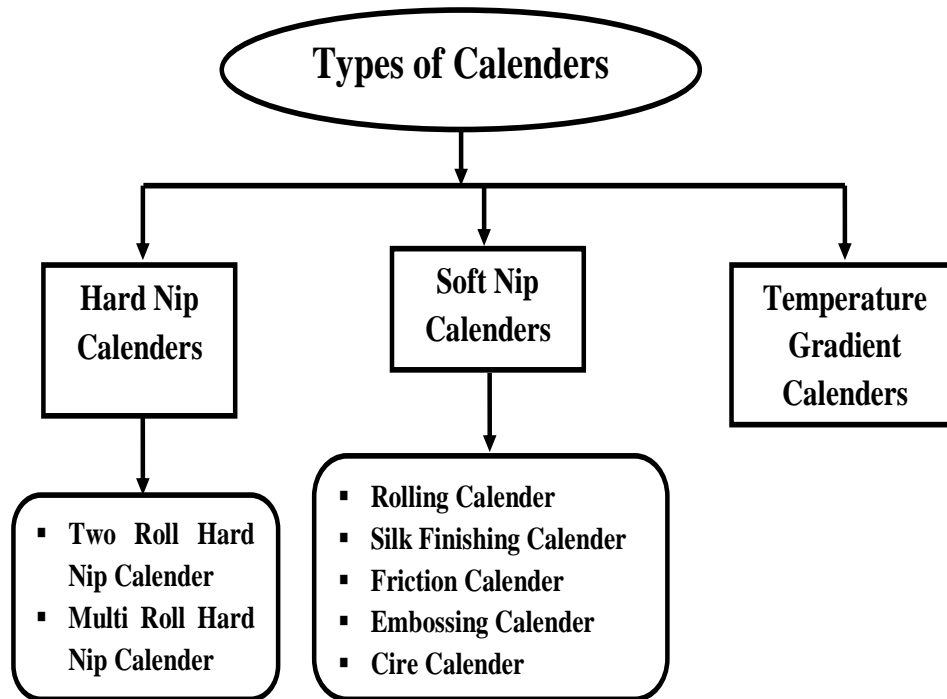 Types of Calenders
Hard Nip
Calenders
Soft Nip
Calenders
Temperature
Gradient
Calenders
▪ Two Roll Hard
Nip Calender
▪ Multi Roll Hard
Nip Calender
▪ Rolling Calender
▪ Silk Finishing Calender
▪ Friction Calender
▪ Embossing Calender
▪ Cire Calender